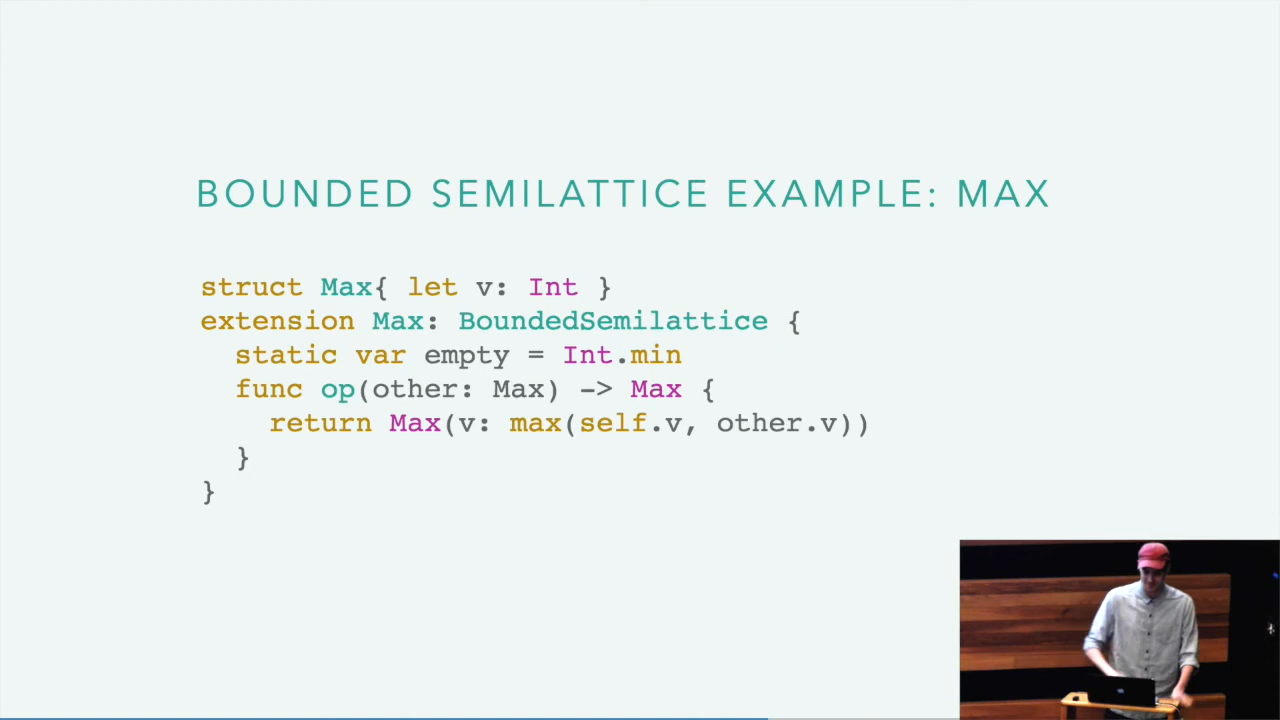 BOUNDED SEMILATTICE EXAMPLE: MAX
struct Max{ let v: Int }
extension Max: BoundedSemilattice {
  static var empty = Int.min
  func op(other: Max) -> Max {
    return Max(v: max(self.v, other.v))
  }
}